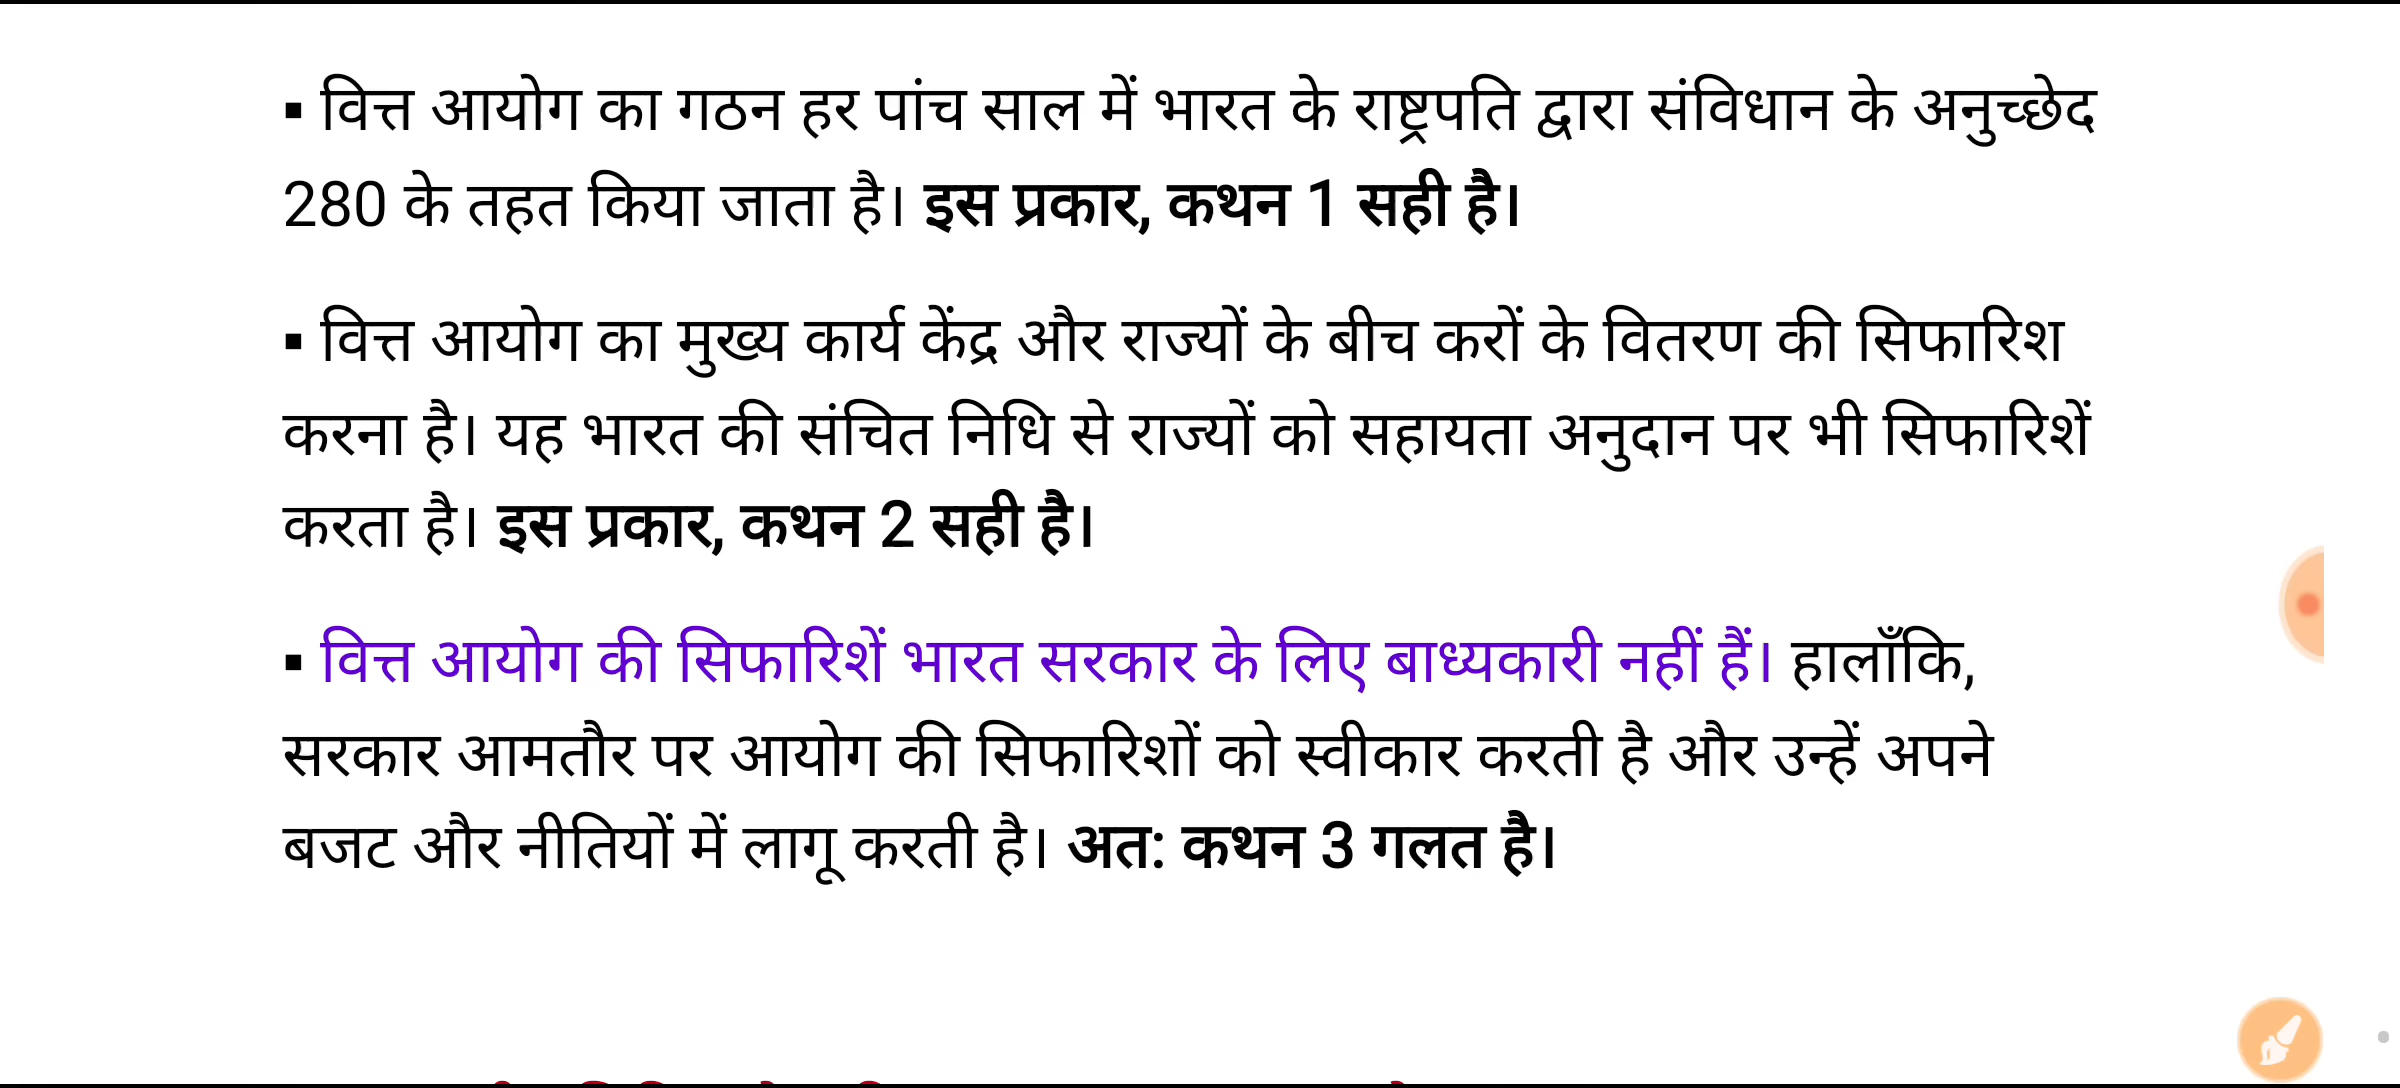 ▪ वित्त आयोग का गठन हर पांच साल में भारत के राष्ट्रपति द्वारा संविधान के अनुच्छेद
280 के तहत किया जाता है। इस प्रकार, कथन 1 सही है।
▪ वित्त आयोग का मुख्य कार्य केंद्र और राज्यों के बीच करों के वितरण की सिफारिश
करना है। यह भारत की संचित निधि से राज्यों को सहायता अनुदान पर भी सिफारिशें
करता है। इस प्रकार, कथन 2 सही है।
▪ वित्त आयोग की सिफारिशें भारत सरकार के लिए बाध्यकारी नहीं हैं। हालाँकि,
सरकार आमतौर पर आयोग की सिफारिशों को स्वीकार करती है और उन्हें अपने
बजट और नीतियों में लागू करती है। अत: कथन 3 गलत है।